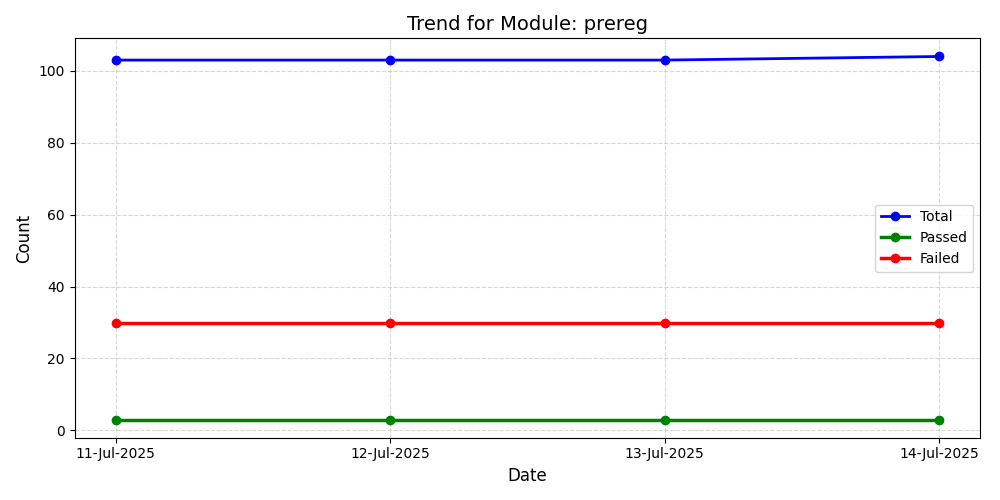 Trend for Module: prereg
Count
100
80
60
40
20
0
Total
Passed
Failed
11-Jul-2025
12-Jul-2025
13-Jul-2025
14-Jul-2025
Date